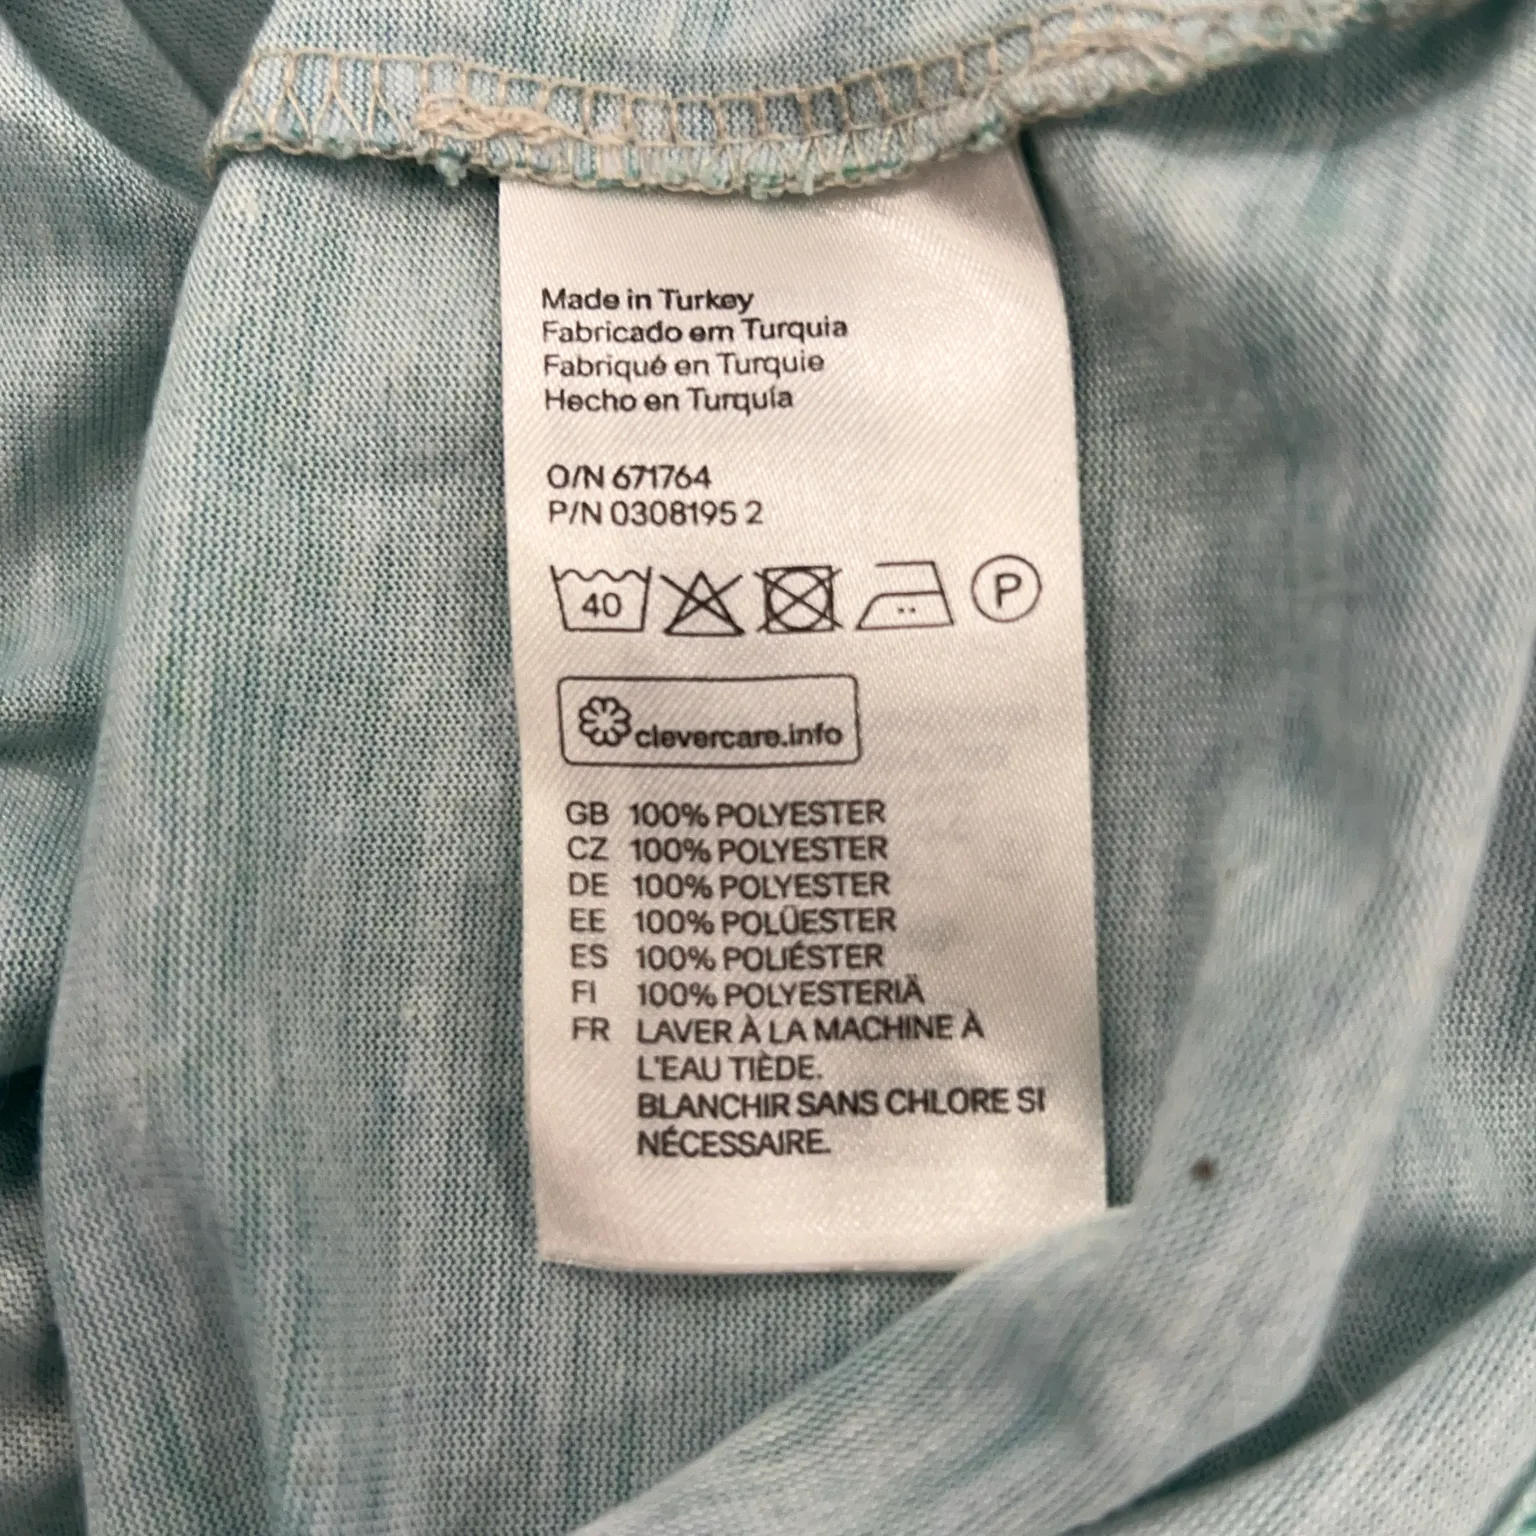 Made in Turkey
Fabricado em Turquia
Fabriqué en Turquie
Hecho en Turquía
O/N 671764
P/N 0308195 2
40 P
clevercare.info
GB 100% POLYESTER
CZ 100% POLYESTER
DE 100% POLYESTER
EE 100% POLÜESTER
ES 100% POLIÉSTER
FI 100% POLYESTERIÄ
FR LAVER À LA MACHINE À
L'EAU TIÈDE.
BLANCHIR SANS CHLORE SI
NÉCESSAIRE.